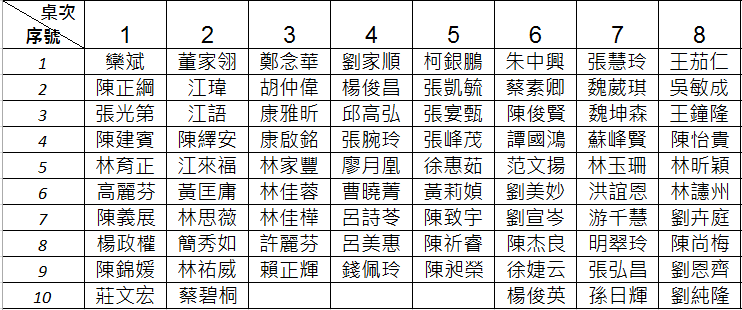 桌次
序號 1 2 3 4 5 6 7 8
1 欒斌 董家翎 鄭念華 劉家順 柯銀鵬 朱中興 張慧玲 王茄仁
2 陳正綱 江瑋 胡仲偉 楊俊昌 張凱毓 蔡素卿 魏葳琪 吳敏成
3 張光第 江語 康雅昕 邱高弘 張宴甄 陳俊賢 魏坤森 王鐘隆
4 陳建賓 陳繹安 康啟銘 張腕玲 張峰茂 譚國鴻 蘇峰賢 陳怡貴
5 林育正 江來福 林家豐 廖月凰 徐惠茹 范文揚 林玉珊 林昕穎
6 高麗芬 黃匡庸 林佳蓉 曹曉菁 黃莉媜 劉美妙 洪誼恩 林讄州
7 陳義展 林思薇 林佳樺 呂詩苓 陳致宇 劉宣岑 游千慧 劉卉庭
8 楊政權 簡秀如 許麗芬 呂美惠 陳祈睿 陳杰良 明翠玲 陳尚梅
9 陳錦媛 林祐威 賴正輝 錢佩玲 陳昶榮 徐婕云 張弘昌 劉恩齊
10 莊文宏 蔡碧桐 楊俊英 孫日輝 劉純隆